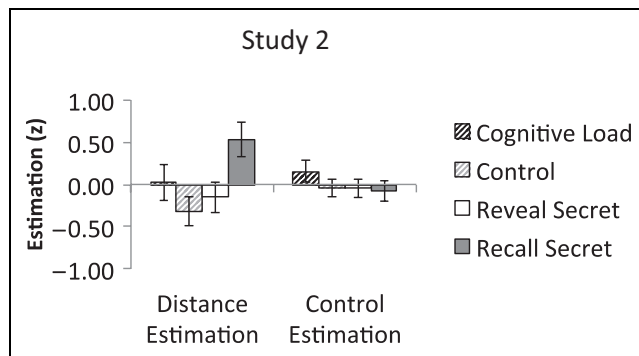 Study 2
Estimation (z)
1.00
0.50
0.00
−0.50
−1.00
Distance
Estimation
Control
Estimation
Cognitive Load
Control
Reveal Secret
Recall Secret